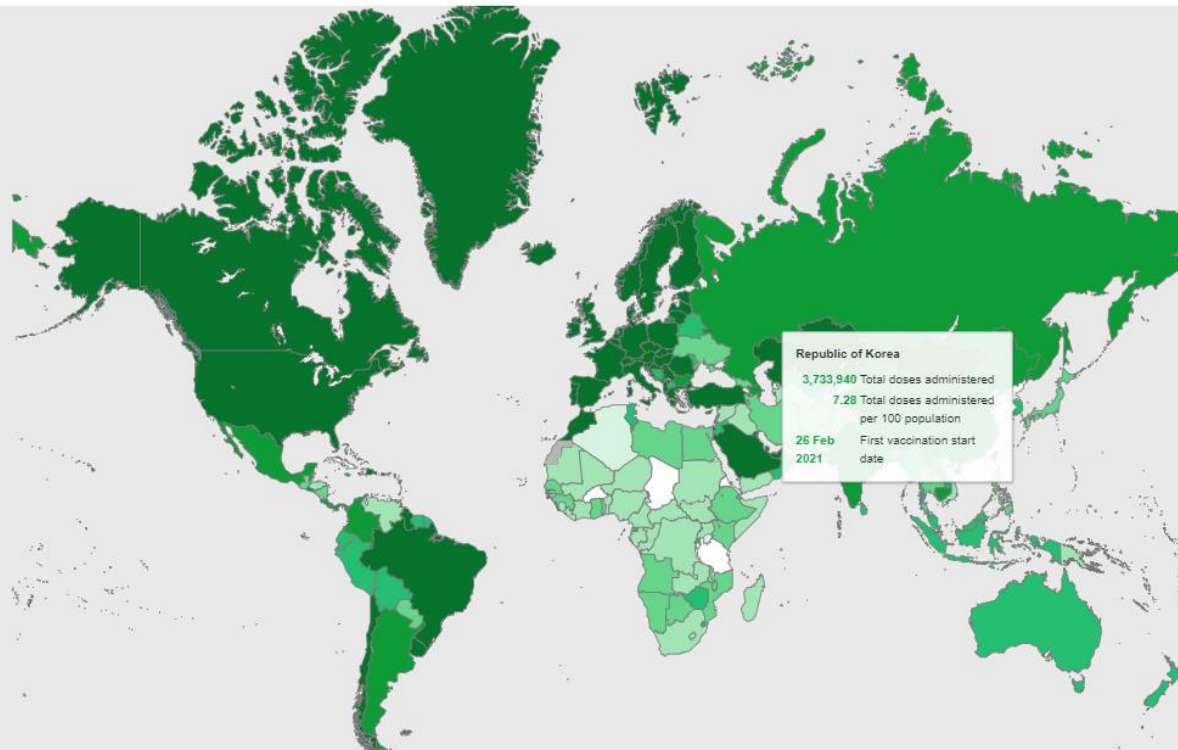 Republic of Korea
3,733,940 Total doses administered
7.28 Total doses administered
per 100 population
26 Feb First vaccination start
2021 date